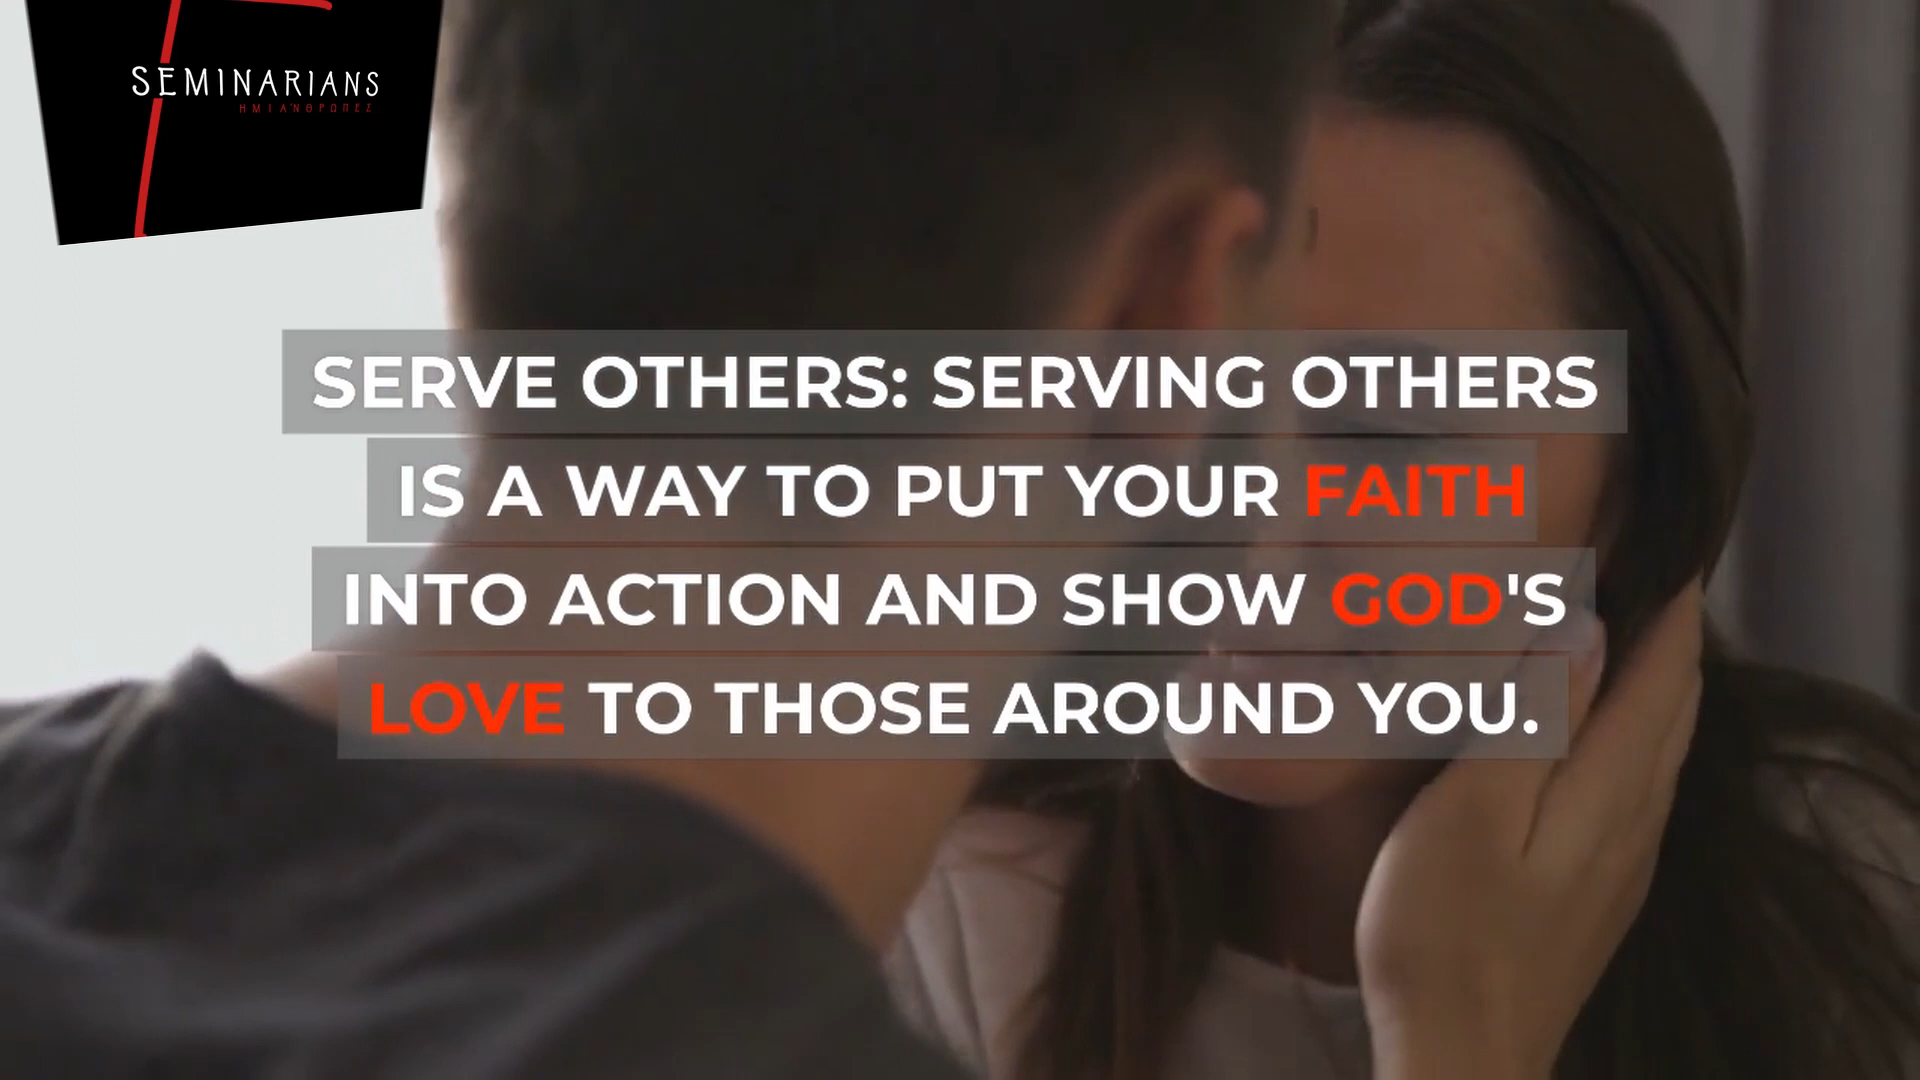 SEMINARIANS
ΗΜΙΑΝΘΡΩΠΕΣ
SERVE OTHERS: SERVING OTHERS
IS A WAY TO PUT YOUR FAITH
INTO ACTION AND SHOW GOD'S
LOVE TO THOSE AROUND YOU.